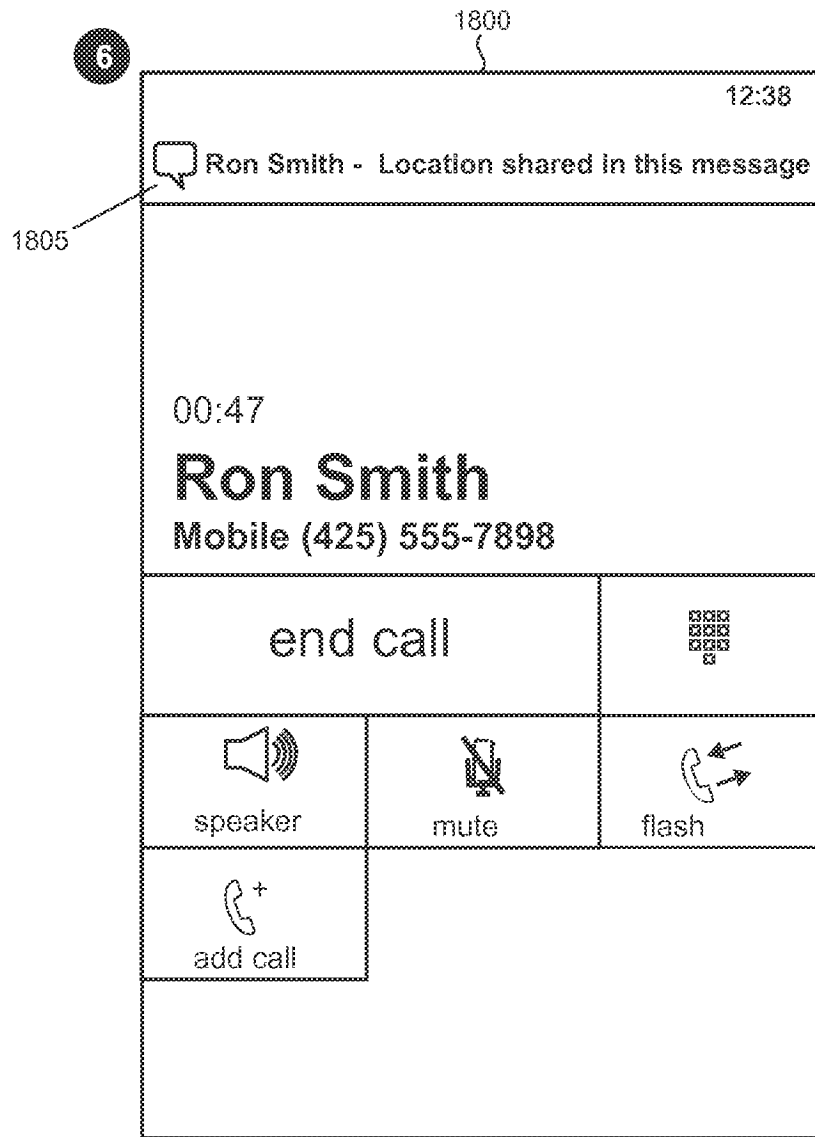 1800
6
12:38
Ron Smith - Location shared in this message
1805
00:47
Ron Smith
Mobile (425) 555-7898
end call
speaker
mute
flash
add call